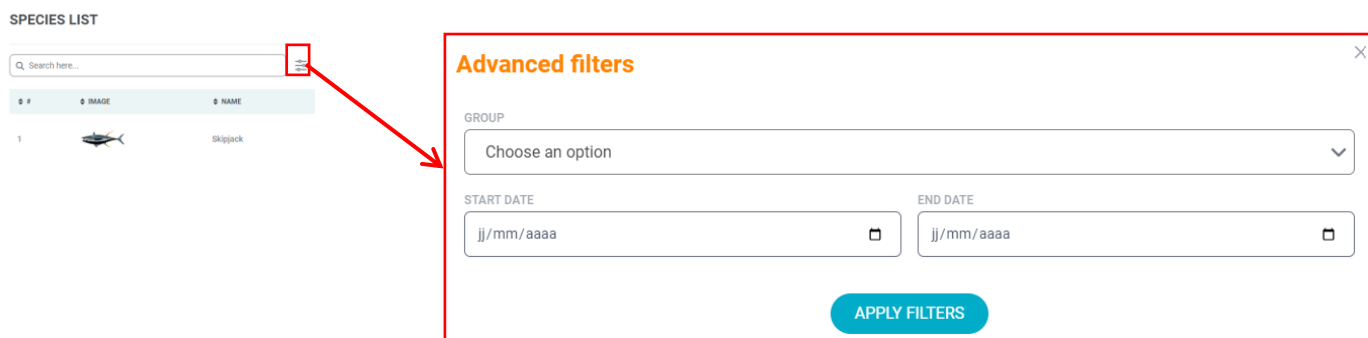 SPECIES LIST
Search here...
# IMAGE NAME
1 Skipjack
Advanced filters
GROUP
Choose an option
START DATE END DATE
jj/mm/aaaa jj/mm/aaaa
APPLY FILTERS